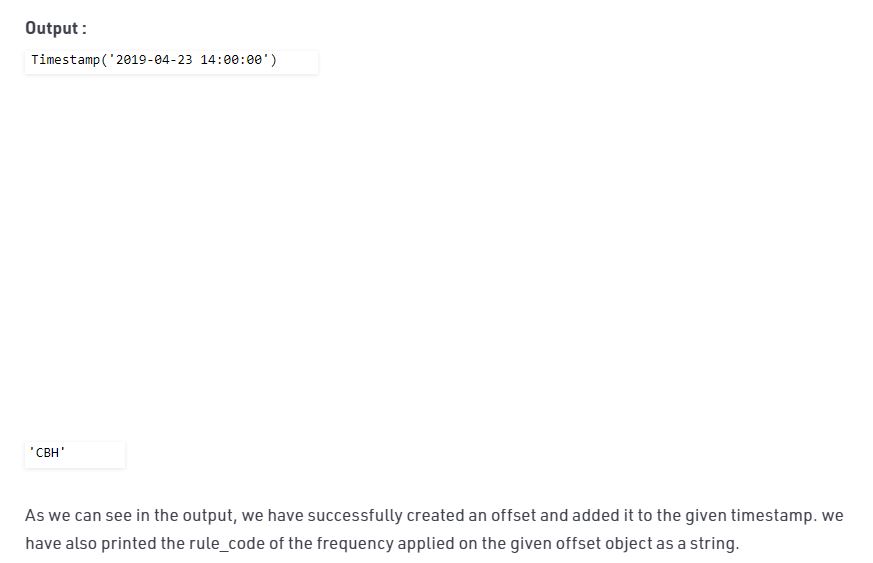 Output :
Timestamp('2019-04-23 14:00:00')
'CBH'
As we can see in the output, we have successfully created an offset and added it to the given timestamp. we
have also printed the rule_code of the frequency applied on the given offset object as a string.